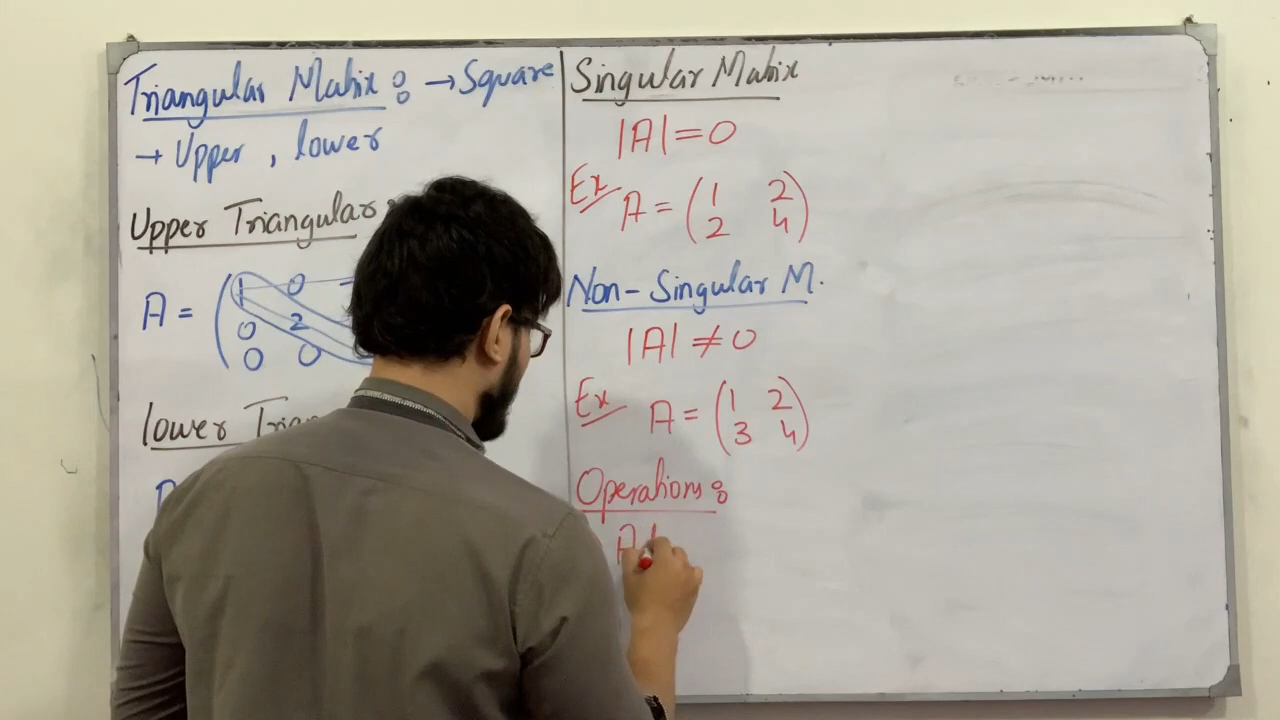 Triangular Matrix : → Square
→ Upper , lower
Upper Triangular
A = ( 1 0
0 2
0 0
lower
Singular Matrix
|A| = 0
Ex A = ( 1 2
2 4 )
Non-Singular M.
|A| ≠ 0
Ex A = ( 1 2
3 4 )
Operations :
A